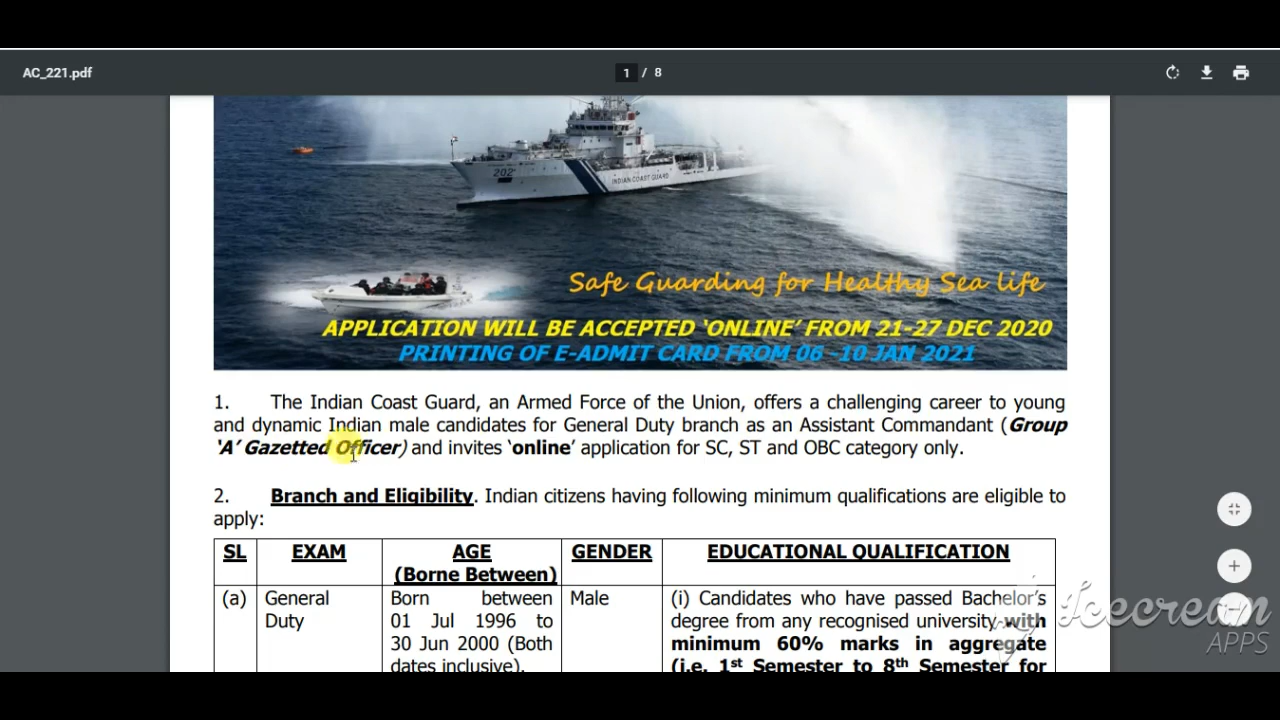 AC_221.pdf
1 / 8
202
INDIAN COAST GUARD
Safe Guarding for Healthy Sea life
APPLICATION WILL BE ACCEPTED ‘ONLINE’ FROM 21-27 DEC 2020
PRINTING OF E-ADMIT CARD FROM 06 -10 JAN 2021
1. The Indian Coast Guard, an Armed Force of the Union, offers a challenging career to young
and dynamic Indian male candidates for General Duty branch as an Assistant Commandant (Group
‘A’ Gazetted Officer) and invites ‘online’ application for SC, ST and OBC category only.
2. Branch and Eligibility. Indian citizens having following minimum qualifications are eligible to
apply:
SL EXAM AGE GENDER EDUCATIONAL QUALIFICATION
(Borne Between)
(a) General Born between Male (i) Candidates who have passed Bachelor’s
Duty 01 Jul 1996 to degree from any recognised university with
30 Jun 2000 (Both minimum 60% marks in aggregate
dates inclusive). (i.e. 1st Semester to 8th Semester for
Icecream
APPS